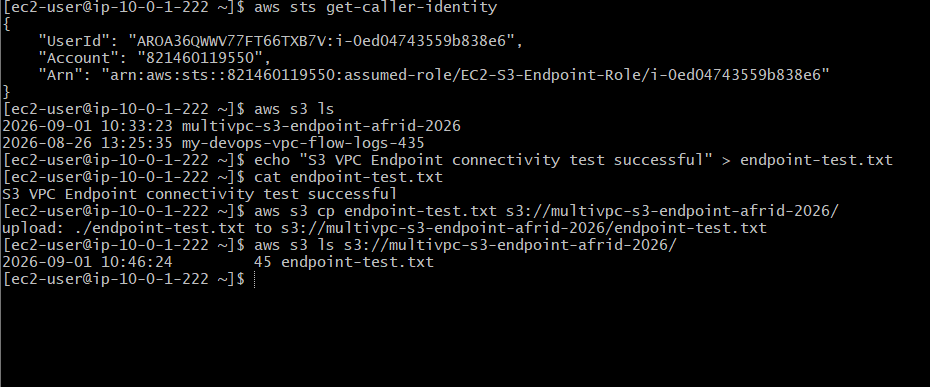 [ec2-user@ip-10-0-1-222 ~]$ aws sts get-caller-identity
{
    "UserId": "AROA36QWWV77FT66TXB7V:i-0ed04743559b838e6",
    "Account": "821460119550",
    "Arn": "arn:aws:sts::821460119550:assumed-role/EC2-S3-Endpoint-Role/i-0ed04743559b838e6"
}
[ec2-user@ip-10-0-1-222 ~]$ aws s3 ls
2026-09-01 10:33:23 multivpc-s3-endpoint-afrid-2026
2026-08-26 13:25:35 my-devops-vpc-flow-logs-435
[ec2-user@ip-10-0-1-222 ~]$ echo "S3 VPC Endpoint connectivity test successful" > endpoint-test.txt
[ec2-user@ip-10-0-1-222 ~]$ cat endpoint-test.txt
S3 VPC Endpoint connectivity test successful
[ec2-user@ip-10-0-1-222 ~]$ aws s3 cp endpoint-test.txt s3://multivpc-s3-endpoint-afrid-2026/
upload: ./endpoint-test.txt to s3://multivpc-s3-endpoint-afrid-2026/endpoint-test.txt
[ec2-user@ip-10-0-1-222 ~]$ aws s3 ls s3://multivpc-s3-endpoint-afrid-2026/
2026-09-01 10:46:24         45 endpoint-test.txt
[ec2-user@ip-10-0-1-222 ~]$